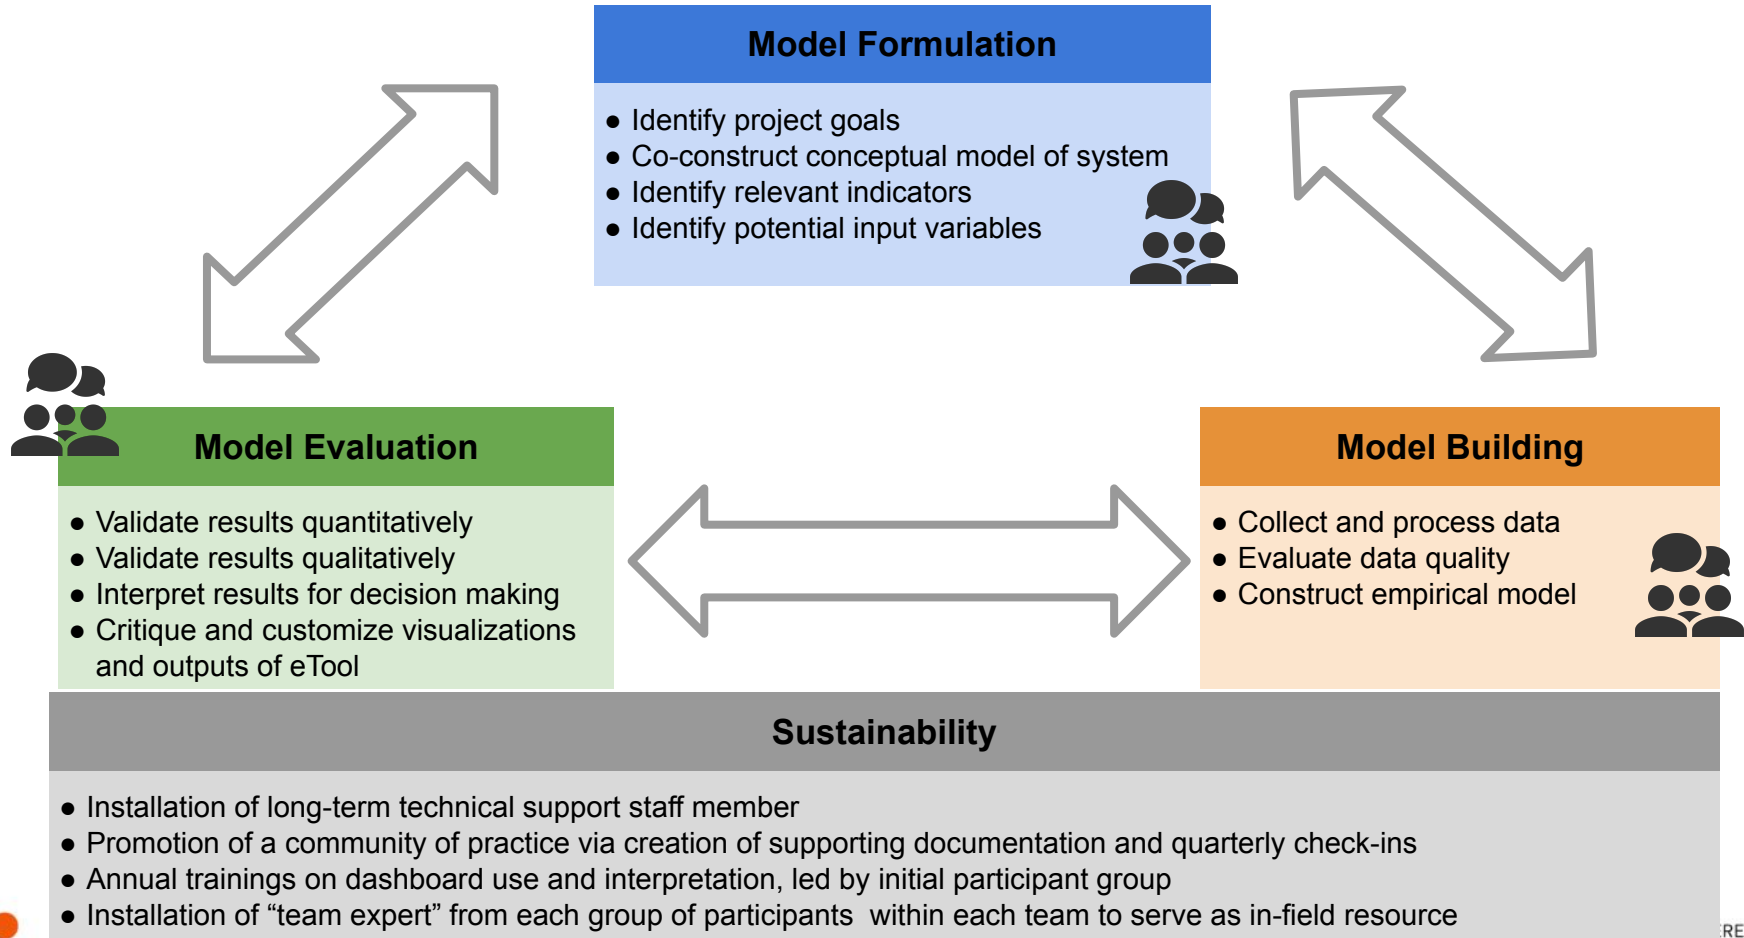 Model Formulation
● Identify project goals
● Co-construct conceptual model of system
● Identify relevant indicators
● Identify potential input variables
Model Evaluation
● Validate results quantitatively
● Validate results qualitatively
● Interpret results for decision making
● Critique and customize visualizations
and outputs of eTool
Model Building
● Collect and process data
● Evaluate data quality
● Construct empirical model
Sustainability
● Installation of long-term technical support staff member
● Promotion of a community of practice via creation of supporting documentation and quarterly check-ins
● Annual trainings on dashboard use and interpretation, led by initial participant group
● Installation of “team expert” from each group of participants  within each team to serve as in-field resource